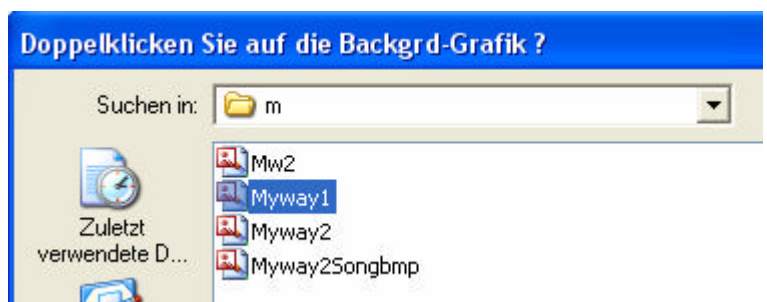 Doppelklicken Sie auf die Backgrd-Grafik ?
Suchen in: m
Mw2
Myway1
Myway2
Myway2Songbmp
Zuletzt
verwendete D...